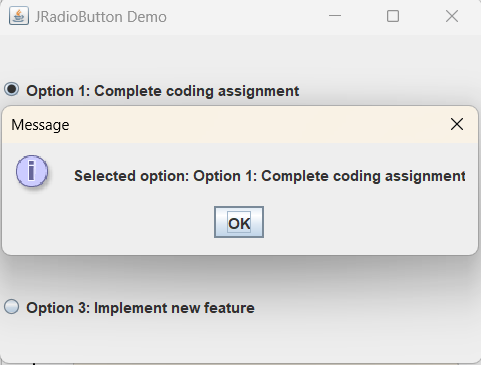 JRadioButton Demo
Option 1: Complete coding assignment
Message
Selected option: Option 1: Complete coding assignment
OK
Option 3: Implement new feature